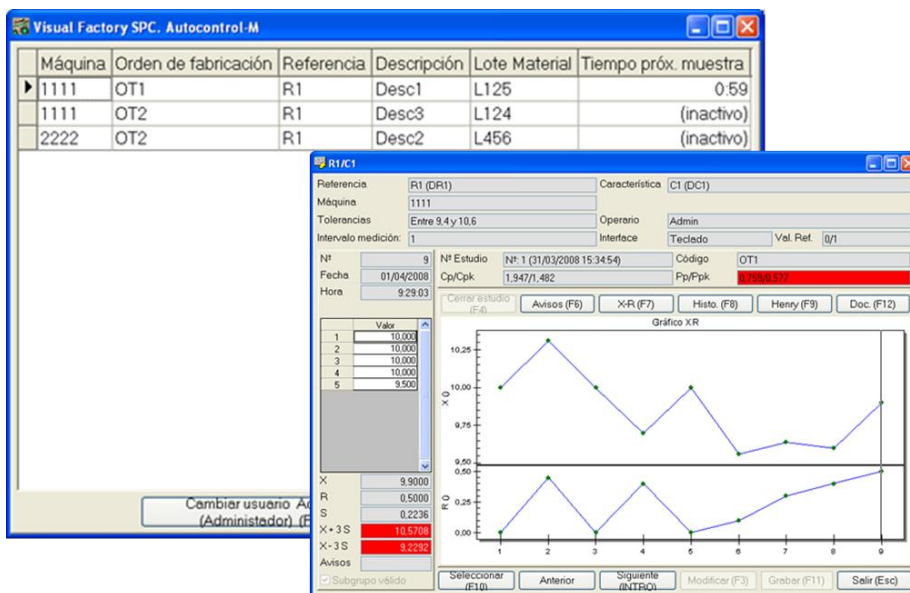 Visual Factory SPC. Autocontrol-M
Máquina Orden de fabricación Referencia Descripción Lote Material Tiempo próx. muestra
1111 OT1 R1 Desc1 L125 0:59
1111 OT2 R1 Desc3 L124 (inactivo)
2222 OT2 R1 Desc2 L456 (inactivo)
Cambiar usuario
(Administador)
R1/C1
Referencia R1 (DR1) Característica C1 (DC1)
Máquina 1111
Tolerancias Entre 9,4 y 10,6 Operario Admin
Intervalo medición: 1 Interface Teclado Val. Ref. 0/1
Nº 9 Nº Estudio Nº: 1 (31/03/2008 15:34:54) Código OT1
Fecha 01/04/2008 Cp/Cpk 1,947/1,482 Pp/Ppk 0,759/0,577
Hora 9:29:03
Cerrar estudio
(F4)
Avisos (F6) X-R (F7) Histo. (F8) Henry (F9) Doc. (F12)
Gráfico XR
Valor
1 10,000
2 10,000
3 10,000
4 10,000
5 9,500
10,25
10,00
9,75
9,50
X 0
0,50
0,25
0,00
R 0
1 2 3 4 5 6 7 8 9
X 9.9000
R 0,5000
S 0,2236
X+3S 10,5708
X-3S 9,2292
Avisos
Subgrupo válido
Seleccionar
(F10)
Anterior
Siguiente
(INTRO)
Modificar (F3) Grabar (F11) Salir (Esc)